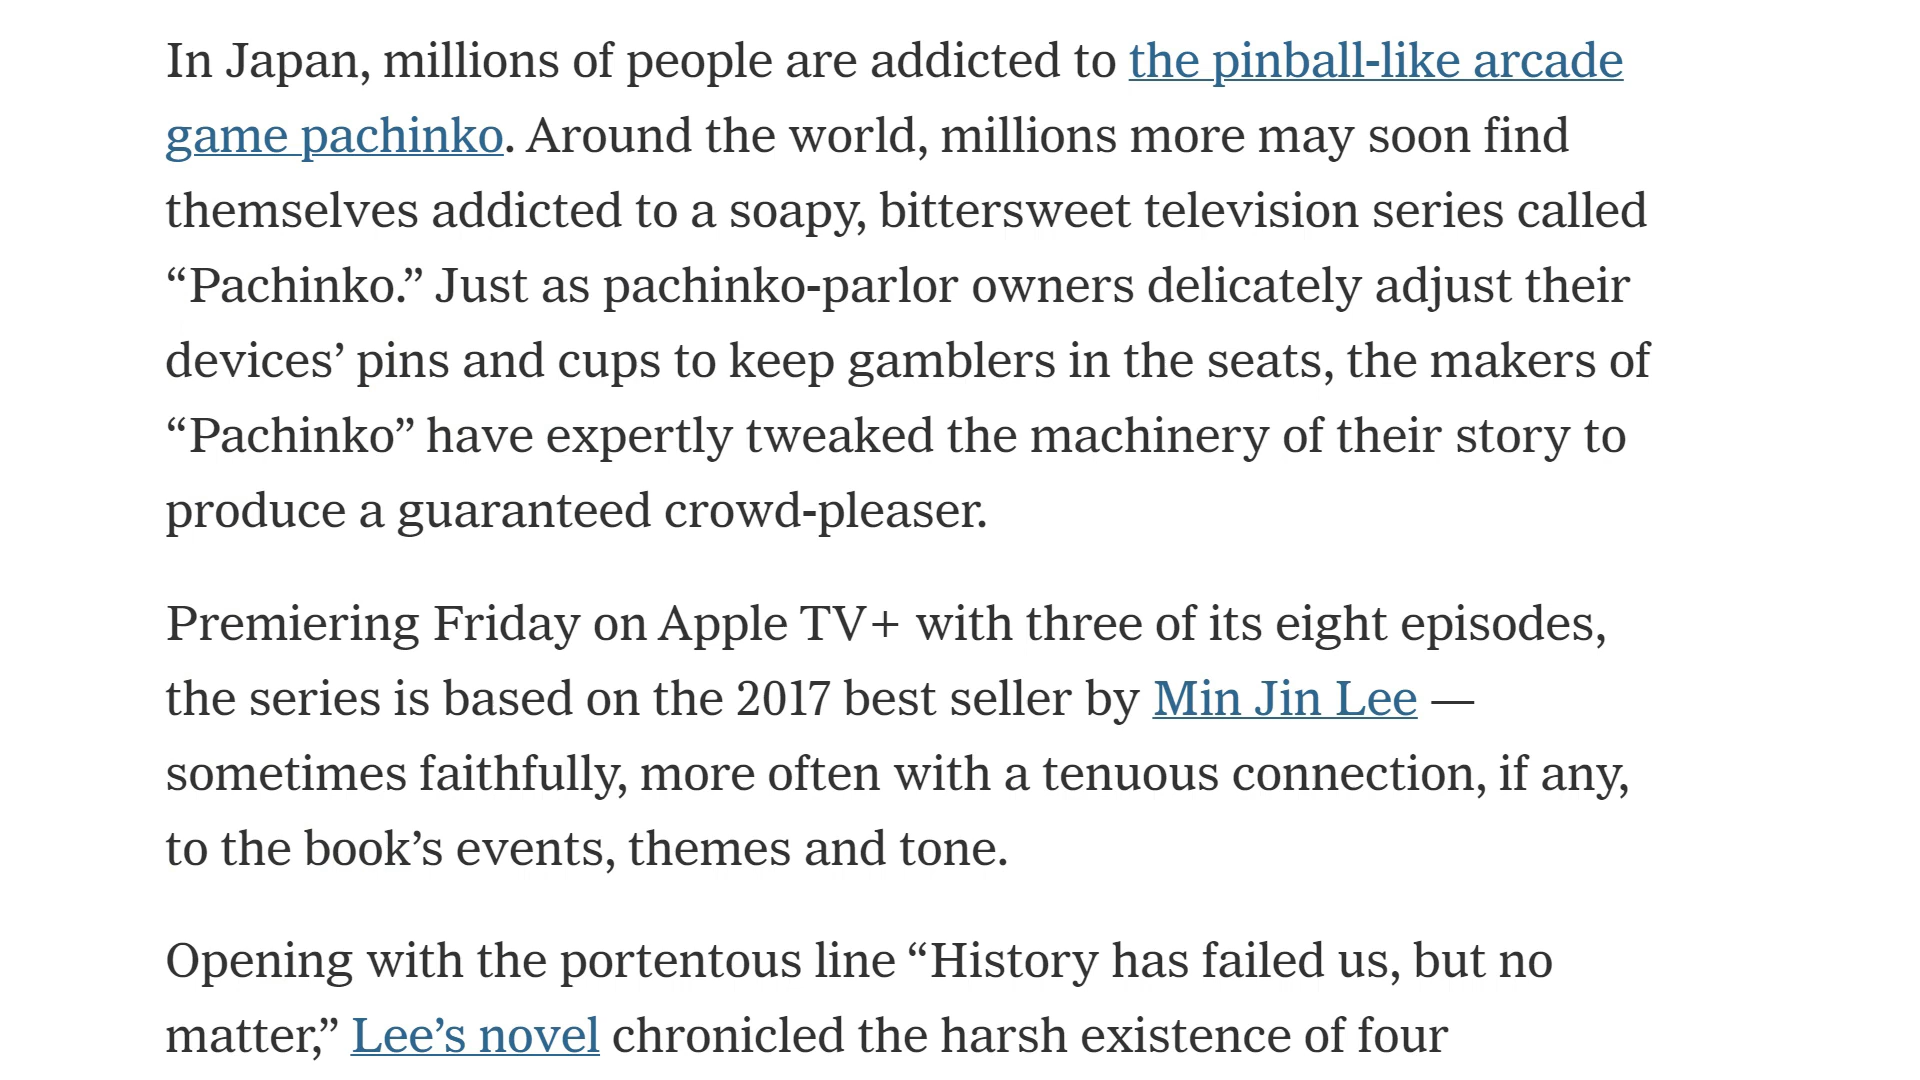 In Japan, millions of people are addicted to the pinball-like arcade
game pachinko. Around the world, millions more may soon find
themselves addicted to a soapy, bittersweet television series called
“Pachinko.” Just as pachinko-parlor owners delicately adjust their
devices’ pins and cups to keep gamblers in the seats, the makers of
“Pachinko” have expertly tweaked the machinery of their story to
produce a guaranteed crowd-pleaser.
Premiering Friday on Apple TV+ with three of its eight episodes,
the series is based on the 2017 best seller by Min Jin Lee —
sometimes faithfully, more often with a tenuous connection, if any,
to the book’s events, themes and tone.
Opening with the portentous line “History has failed us, but no
matter,” Lee’s novel chronicled the harsh existence of four